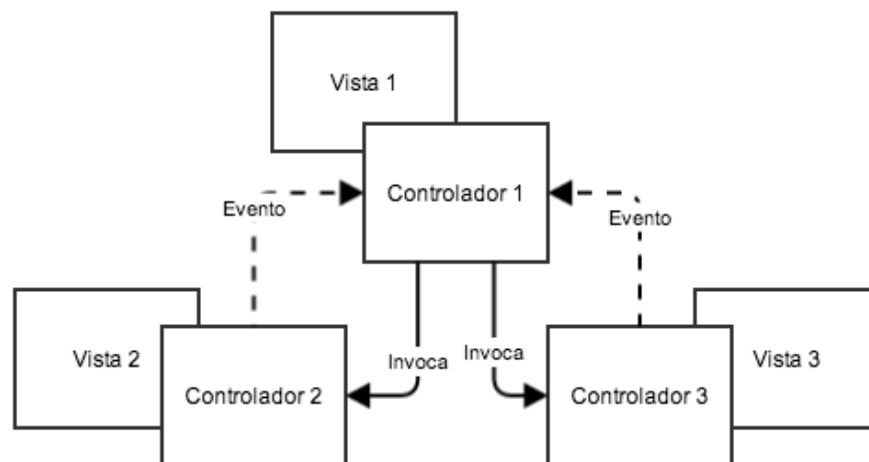 Vista 1
Controlador 1
Evento
Evento
Invoca
Invoca
Vista 2
Controlador 2
Controlador 3
Vista 3